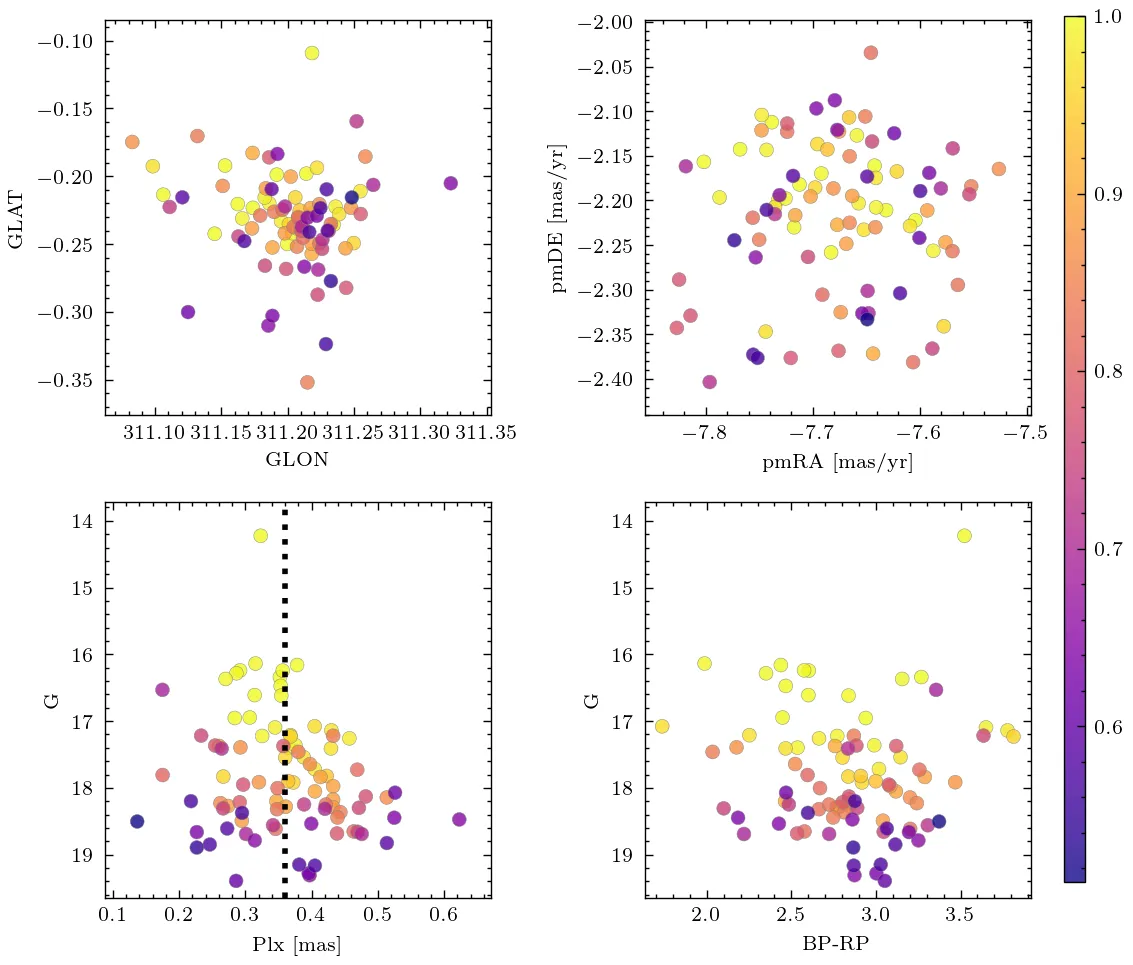 −0.10
−0.15
−0.20
−0.25
−0.30
−0.35
GLAT
311.10 311.15 311.20 311.25 311.30 311.35
GLON
−2.00
−2.05
−2.10
−2.15
−2.20
−2.25
−2.30
−2.35
−2.40
pmDE [mas/yr]
−7.8 −7.7 −7.6 −7.5
pmRA [mas/yr]
1.0
0.9
0.8
0.7
0.6
14
15
16
17
18
19
G
0.1 0.2 0.3 0.4 0.5 0.6
Plx [mas]
14
15
16
17
18
19
G
2.0 2.5 3.0 3.5
BP-RP